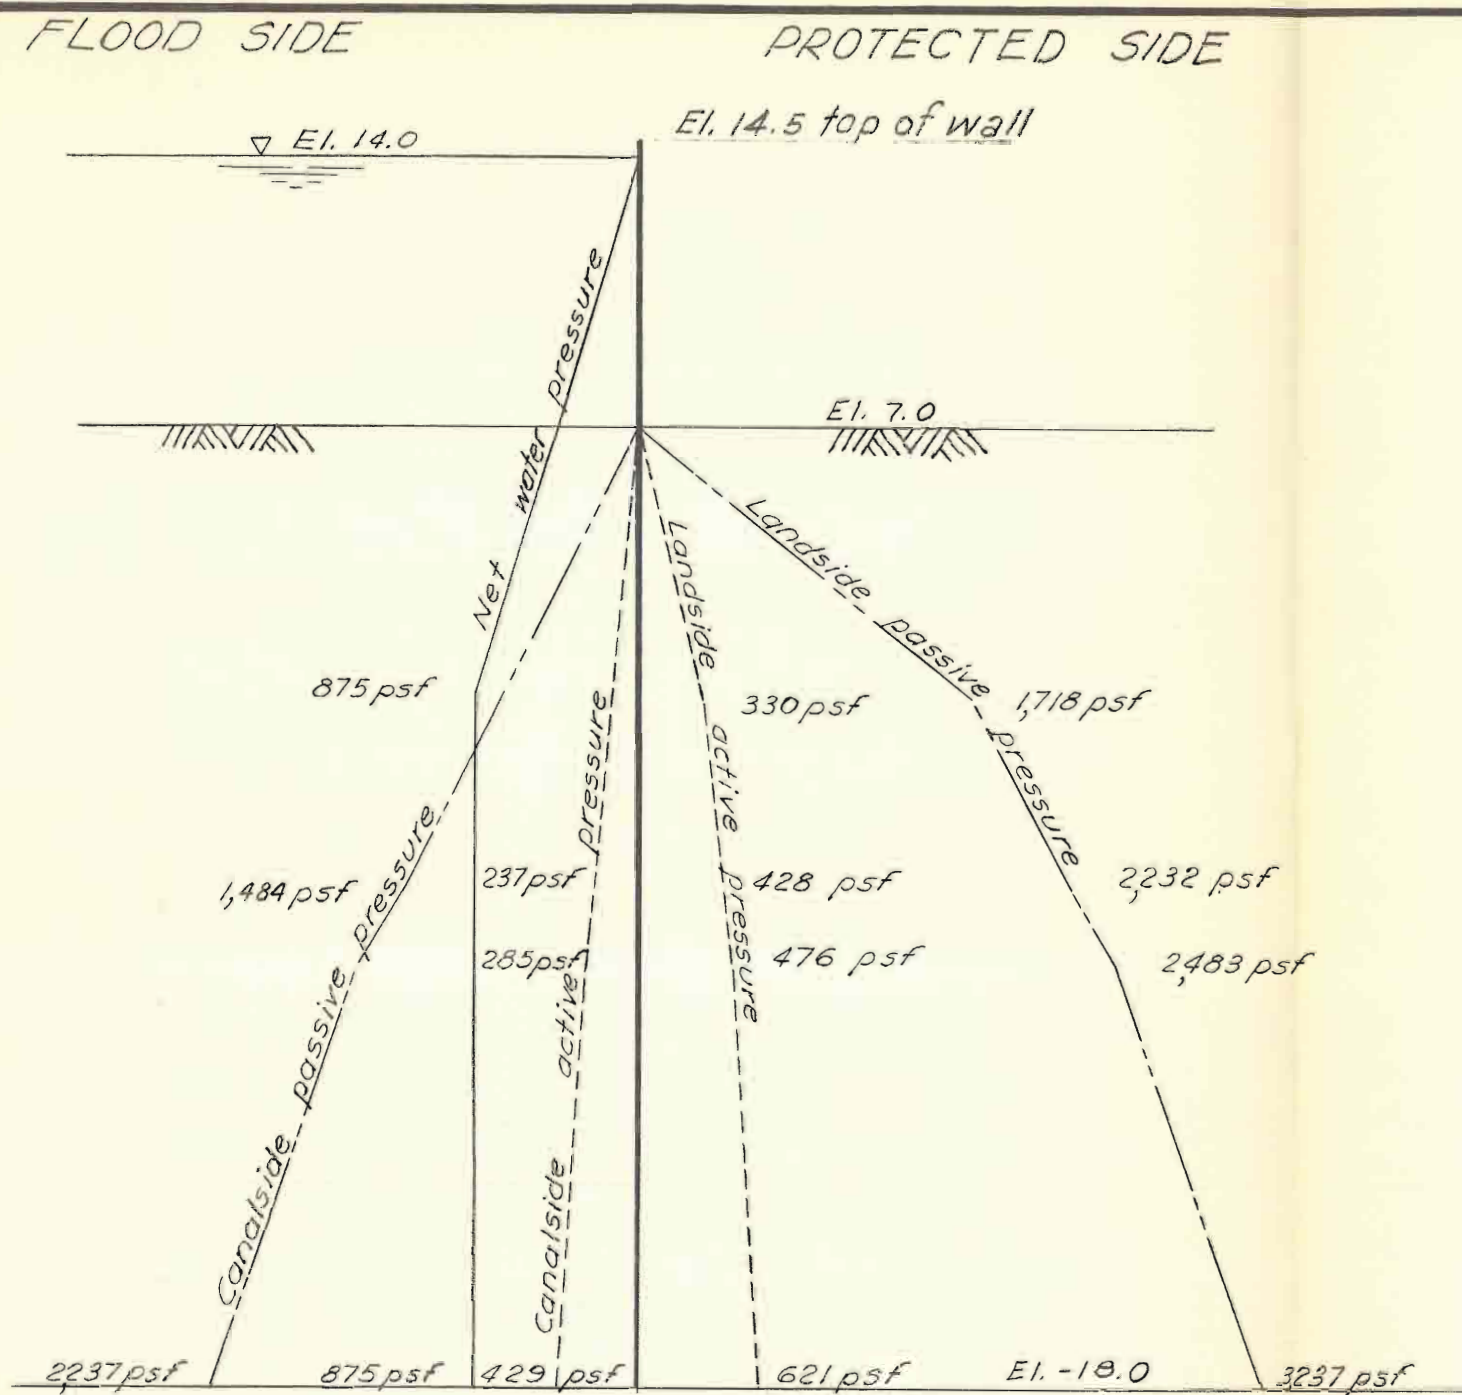 FLOOD SIDE
PROTECTED SIDE
El. 14.5 top of wall
El. 14.0
El. 7.0
Net water pressure
Landside passive pressure
Landside active pressure
875 psf
330 psf
1,718 psf
1,484 psf
237 psf
428 psf
2,232 psf
285 psf
476 psf
2,483 psf
Canalside passive pressure
Canalside active pressure
2,237 psf
875 psf
429 psf
621 psf
El. -18.0
3237 psf